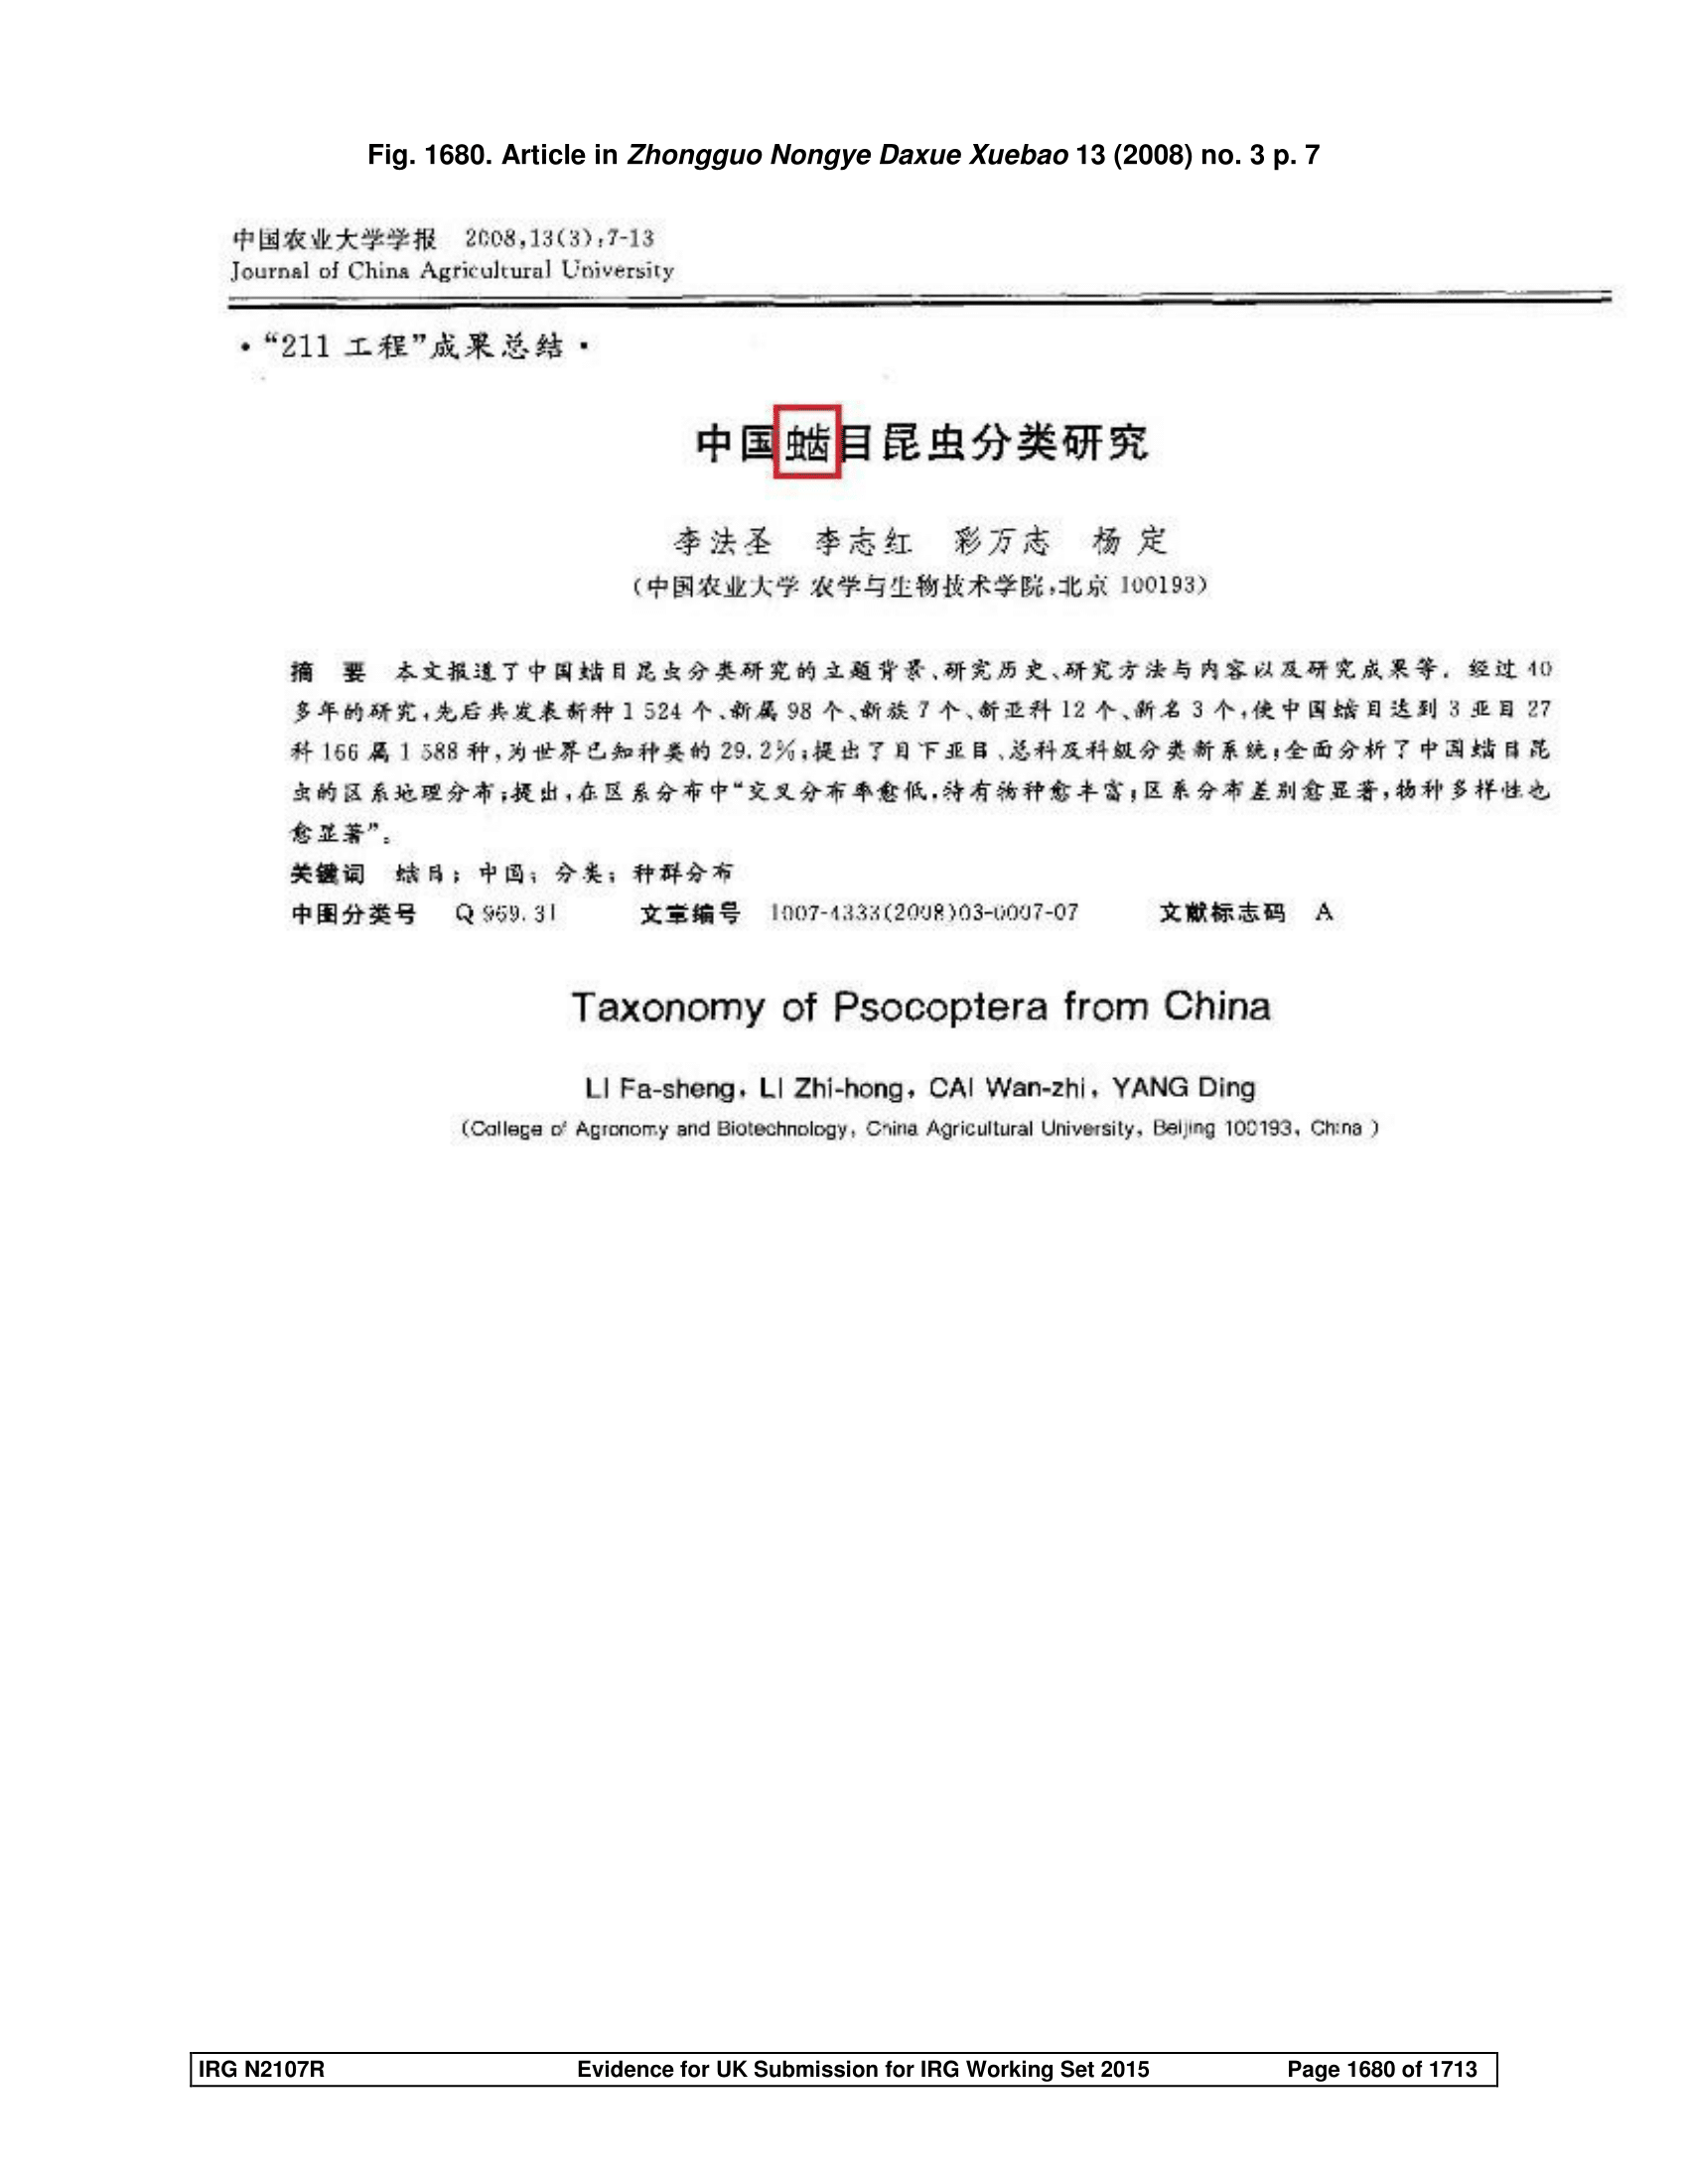 Fig. 1680. Article in Zhongguo Nongye Daxue Xuebao 13 (2008) no. 3 p. 7
中国农业大学学报 2008,13(3):7-13
Journal of China Agricultural University
·“211 工程”成果总结·
中国⿰虫齿目昆虫分类研究
李法圣 李志红 彩万志 杨 定
(中国农业大学 农学与生物技术学院,北京 100193)
摘 要 本文报道了中国⿰虫齿目昆虫分类研究的立题背景、研究历史、研究方法与内容以及研究成果等。经过 40
多年的研究,先后共发表新种 1 524 个、新属 98 个、新族 7 个、新亚科 12 个、新名 3 个,使中国⿰虫齿目达到 3 亚目 27
科 166 属 1 588 种,为世界已知种类的 29.2%;提出了目下亚目、总科及科级分类新系统;全面分析了中国⿰虫齿目昆
虫的区系地理分布;提出,在区系分布中“交叉分布率愈低,特有物种愈丰富;区系分布差别愈显著,物种多样性也
愈显著”。
关键词 ⿰虫齿目;中国;分类;种群分布
中图分类号 Q 969.31 文章编号 1007-4333(2008)03-0007-07 文献标志码 A
Taxonomy of Psocoptera from China
LI Fa-sheng, LI Zhi-hong, CAI Wan-zhi, YANG Ding
(College of Agronomy and Biotechnology, China Agricultural University, Beijing 100193, China)
IRG N2107R Evidence for UK Submission for IRG Working Set 2015 Page 1680 of 1713